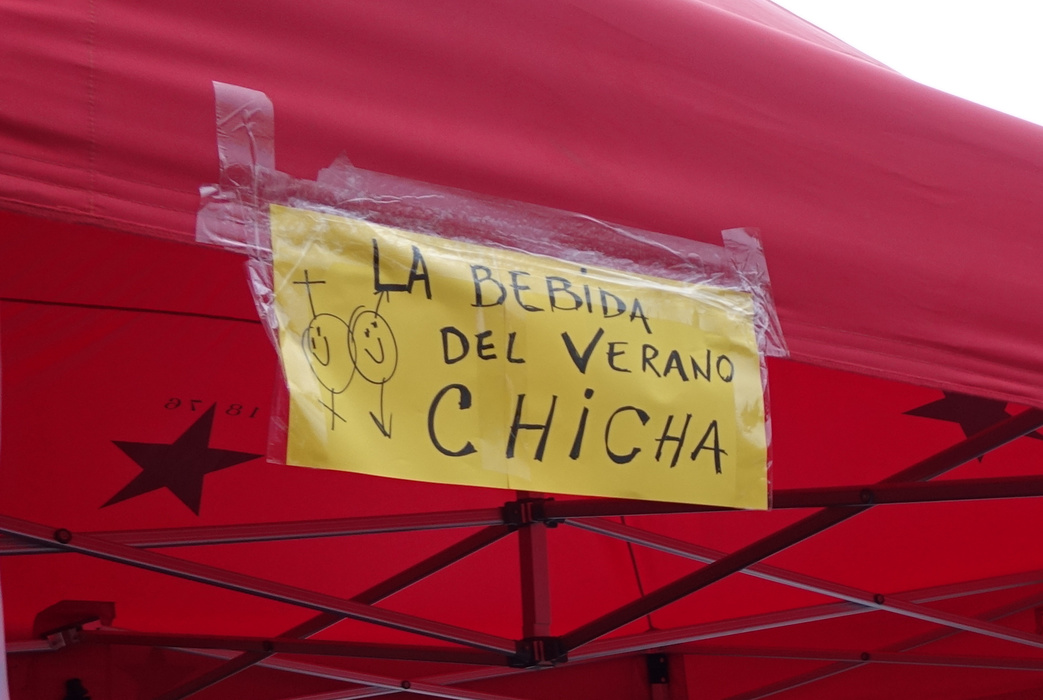 LA BEBiDA
DEL VERANO
CHiCHA